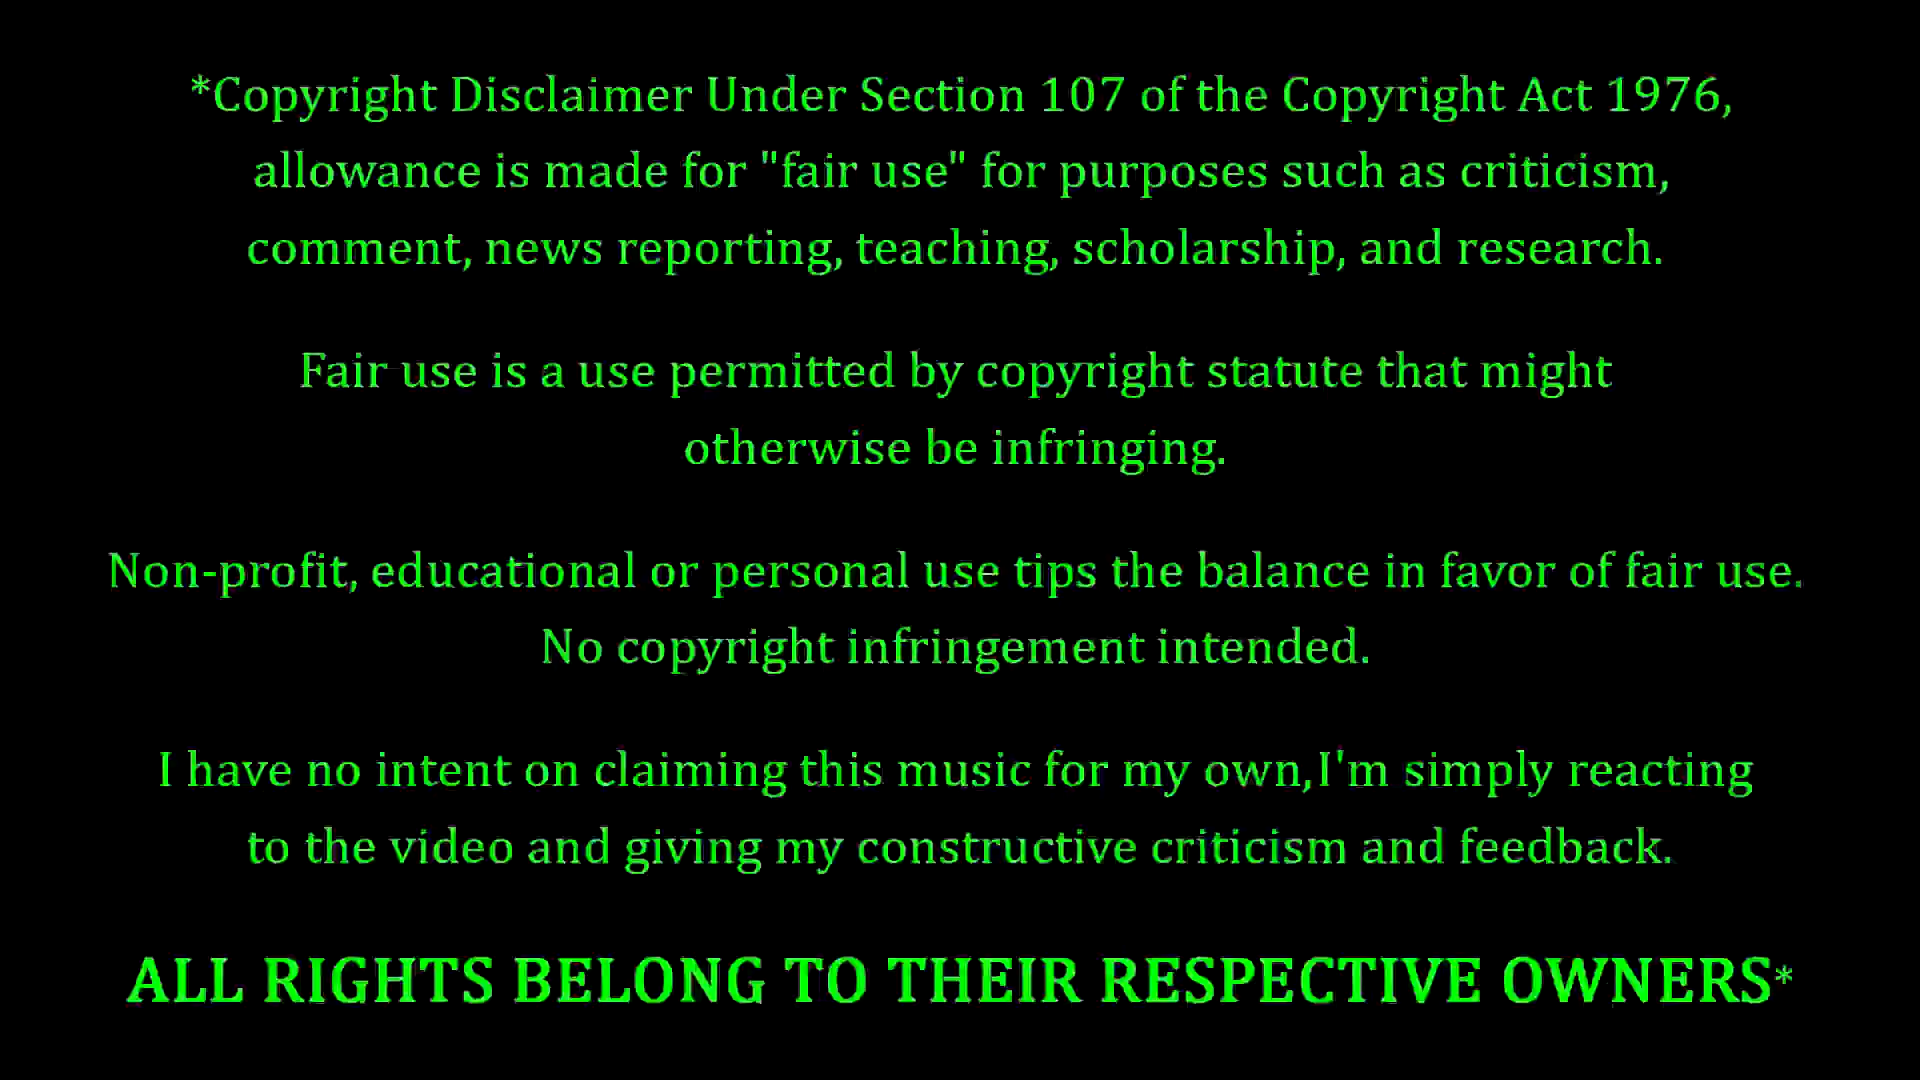 *Copyright Disclaimer Under Section 107 of the Copyright Act 1976,
allowance is made for "fair use" for purposes such as criticism,
comment, news reporting, teaching, scholarship, and research.
Fair use is a use permitted by copyright statute that might
otherwise be infringing.
Non-profit, educational or personal use tips the balance in favor of fair use.
No copyright infringement intended.
I have no intent on claiming this music for my own,I'm simply reacting
to the video and giving my constructive criticism and feedback.
ALL RIGHTS BELONG TO THEIR RESPECTIVE OWNERS*